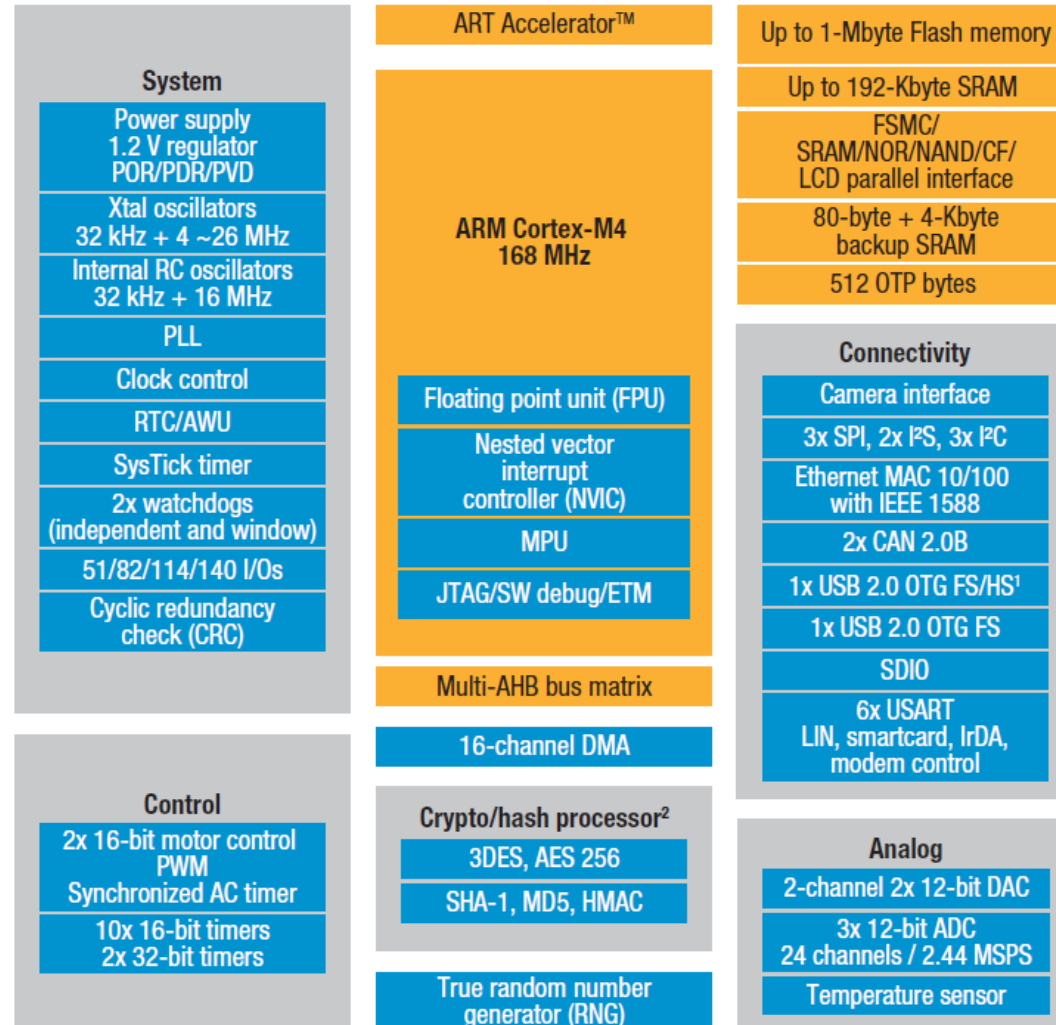 System
Power supply
1.2 V regulator
POR/PDR/PVD
Xtal oscillators
32 kHz + 4 ~26 MHz
Internal RC oscillators
32 kHz + 16 MHz
PLL
Clock control
RTC/AWU
SysTick timer
2x watchdogs
(independent and window)
51/82/114/140 I/Os
Cyclic redundancy
check (CRC)
Control
2x 16-bit motor control
PWM
Synchronized AC timer
10x 16-bit timers
2x 32-bit timers
ART Accelerator™
ARM Cortex-M4
168 MHz
Floating point unit (FPU)
Nested vector
interrupt
controller (NVIC)
MPU
JTAG/SW debug/ETM
Multi-AHB bus matrix
16-channel DMA
Crypto/hash processor²
3DES, AES 256
SHA-1, MD5, HMAC
True random number
generator (RNG)
Up to 1-Mbyte Flash memory
Up to 192-Kbyte SRAM
FSMC/
SRAM/NOR/NAND/CF/
LCD parallel interface
80-byte + 4-Kbyte
backup SRAM
512 OTP bytes
Connectivity
Camera interface
3x SPI, 2x I²S, 3x I²C
Ethernet MAC 10/100
with IEEE 1588
2x CAN 2.0B
1x USB 2.0 OTG FS/HS¹
1x USB 2.0 OTG FS
SDIO
6x USART
LIN, smartcard, IrDA,
modem control
Analog
2-channel 2x 12-bit DAC
3x 12-bit ADC
24 channels / 2.44 MSPS
Temperature sensor